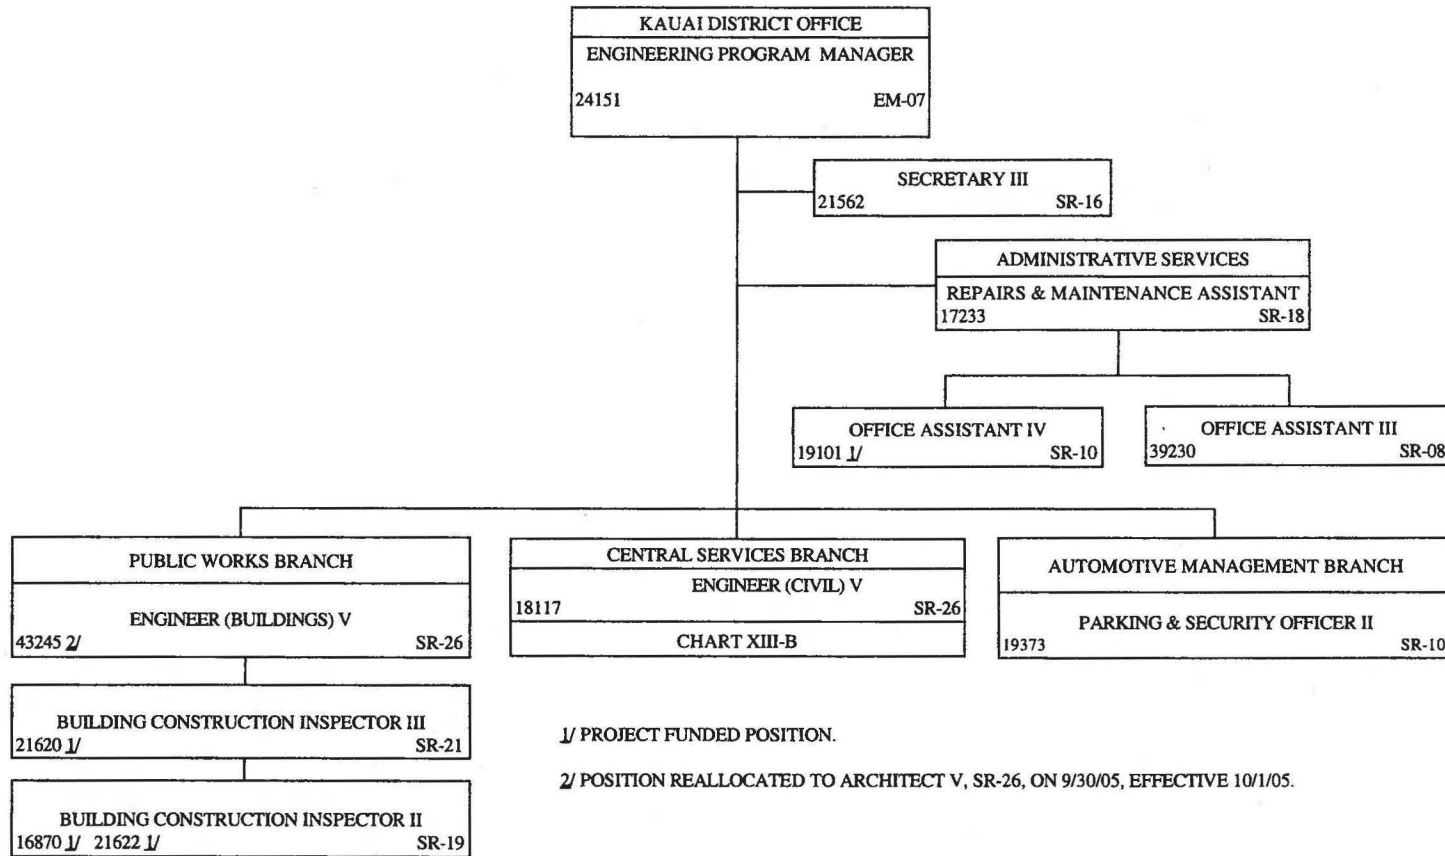 KAUAI DISTRICT OFFICE
ENGINEERING PROGRAM MANAGER
24151 EM-07
SECRETARY III
21562 SR-16
ADMINISTRATIVE SERVICES
REPAIRS & MAINTENANCE ASSISTANT
17233 SR-18
OFFICE ASSISTANT IV
19101 1/ SR-10
OFFICE ASSISTANT III
39230 SR-08
PUBLIC WORKS BRANCH
ENGINEER (BUILDINGS) V
43245 2/ SR-26
CENTRAL SERVICES BRANCH
ENGINEER (CIVIL) V
18117 SR-26
CHART XIII-B
AUTOMOTIVE MANAGEMENT BRANCH
PARKING & SECURITY OFFICER II
19373 SR-10
BUILDING CONSTRUCTION INSPECTOR III
21620 1/ SR-21
BUILDING CONSTRUCTION INSPECTOR II
16870 1/ 21622 1/ SR-19
1/ PROJECT FUNDED POSITION.
2/ POSITION REALLOCATED TO ARCHITECT V, SR-26, ON 9/30/05, EFFECTIVE 10/1/05.